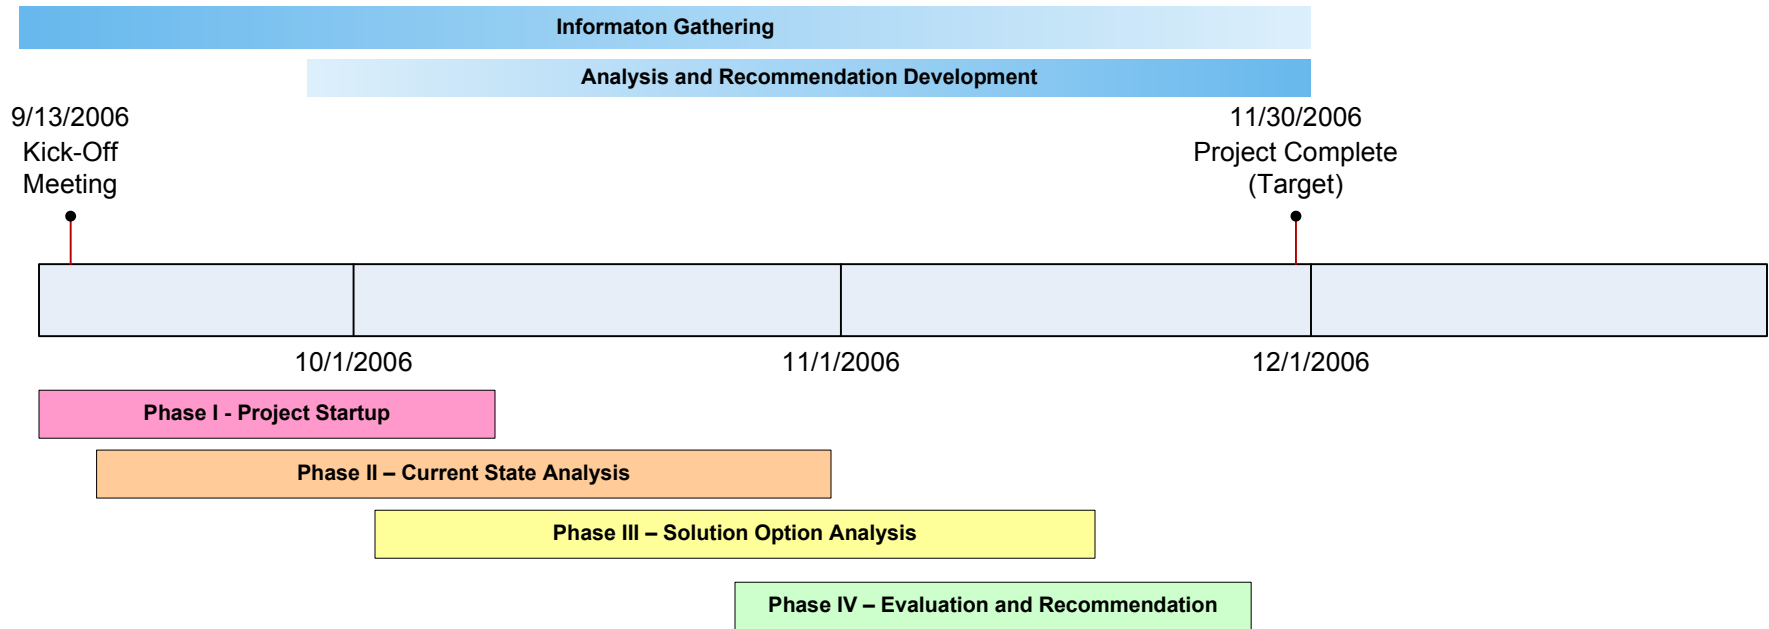 Informaton Gathering
Analysis and Recommendation Development
9/13/2006
Kick-Off
Meeting
11/30/2006
Project Complete
(Target)
10/1/2006
11/1/2006
12/1/2006
Phase I - Project Startup
Phase II – Current State Analysis
Phase III – Solution Option Analysis
Phase IV – Evaluation and Recommendation